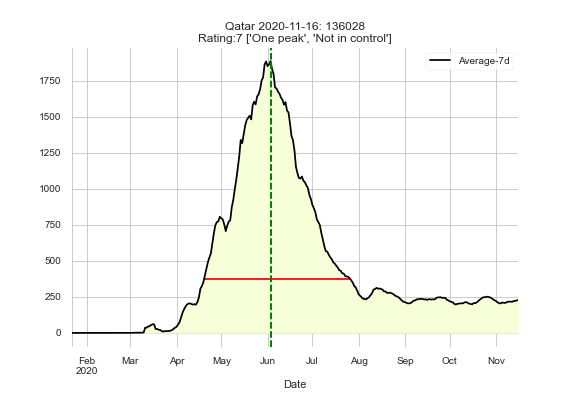 Qatar 2020-11-16: 136028
Rating:7 ['One peak', 'Not in control']
Average-7d
1750
1500
1250
1000
750
500
250
0
Feb Mar Apr May Jun Jul Aug Sep Oct Nov
2020
Date